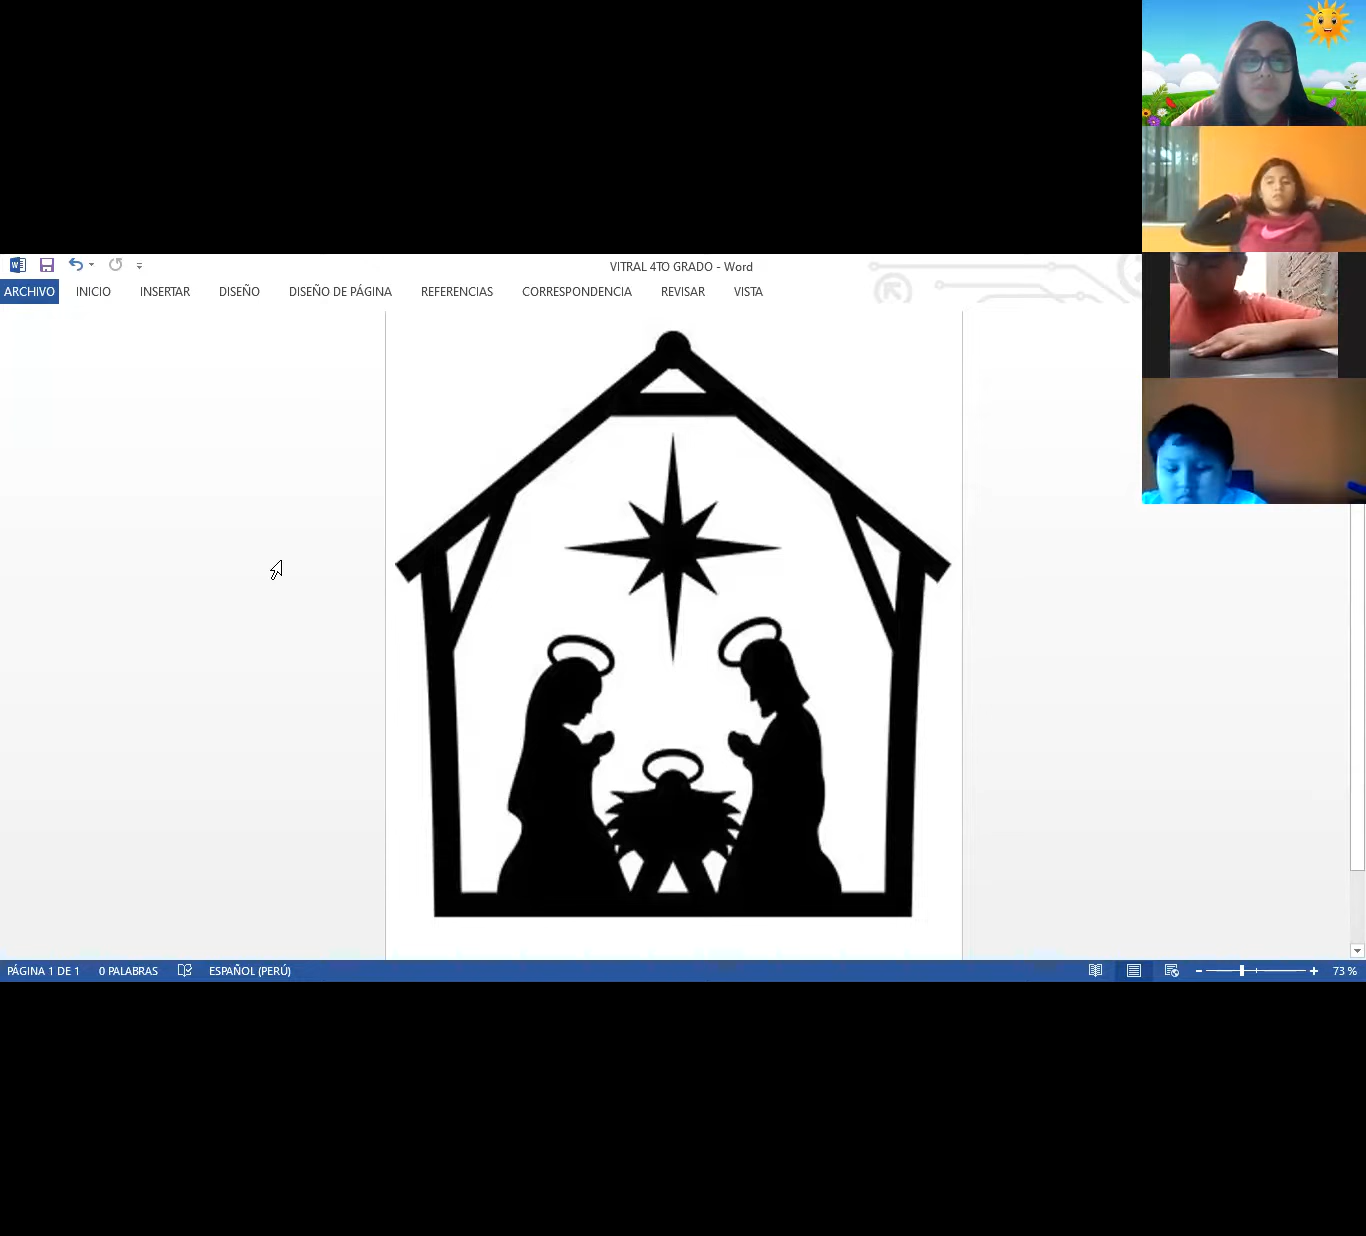 VITRAL 4TO GRADO - Word
ARCHIVO INICIO INSERTAR DISEÑO DISEÑO DE PÁGINA REFERENCIAS CORRESPONDENCIA REVISAR VISTA
PÁGINA 1 DE 1 0 PALABRAS ESPAÑOL (PERÚ) 73 %